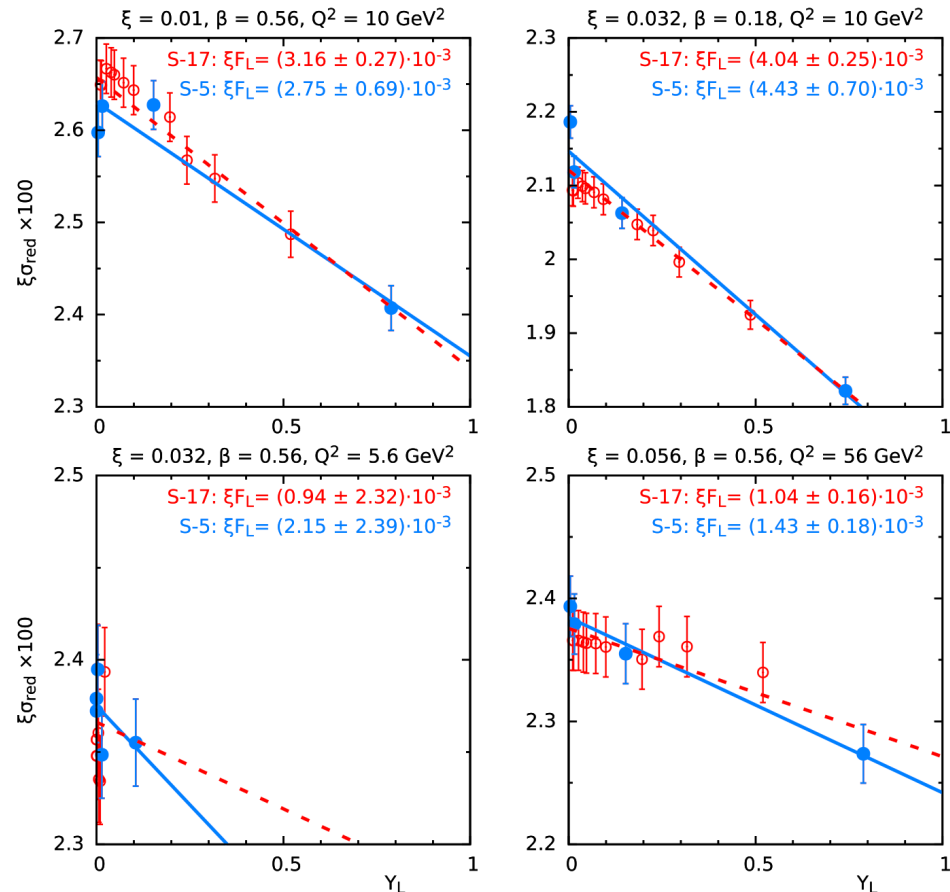 ξ = 0.01, β = 0.56, Q² = 10 GeV²
S-17: ξF_L= (3.16 ± 0.27)·10⁻³
S-5: ξF_L= (2.75 ± 0.69)·10⁻³
2.7
2.6
2.5
2.4
2.3
0
0.5
1
ξσ_red ×100
ξ = 0.032, β = 0.18, Q² = 10 GeV²
S-17: ξF_L= (4.04 ± 0.25)·10⁻³
S-5: ξF_L= (4.43 ± 0.70)·10⁻³
2.3
2.2
2.1
2
1.9
1.8
0
0.5
1
ξ = 0.032, β = 0.56, Q² = 5.6 GeV²
S-17: ξF_L= (0.94 ± 2.32)·10⁻³
S-5: ξF_L= (2.15 ± 2.39)·10⁻³
2.5
2.4
2.3
0
0.5
1
ξσ_red ×100
Y_L
ξ = 0.056, β = 0.56, Q² = 56 GeV²
S-17: ξF_L= (1.04 ± 0.16)·10⁻³
S-5: ξF_L= (1.43 ± 0.18)·10⁻³
2.5
2.4
2.3
2.2
0
0.5
1
Y_L